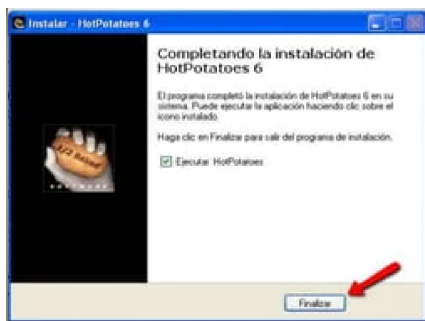 Instalar - HotPotatoes 6
Completando la instalación de
HotPotatoes 6
El programa completó la instalación de HotPotatoes 6 en su
sistema. Puede ejecutar la aplicación haciendo clic sobre el
icono instalado.
Haga clic en Finalizar para salir del programa de instalación.
Ejecutar HotPotatoes
Finalizar